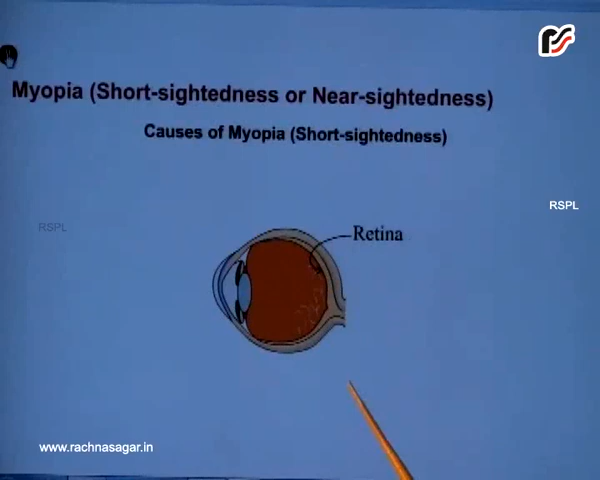 Myopia (Short-sightedness or Near-sightedness)
Causes of Myopia (Short-sightedness)
RSPL
RSPL
Retina
www.rachnasagar.in